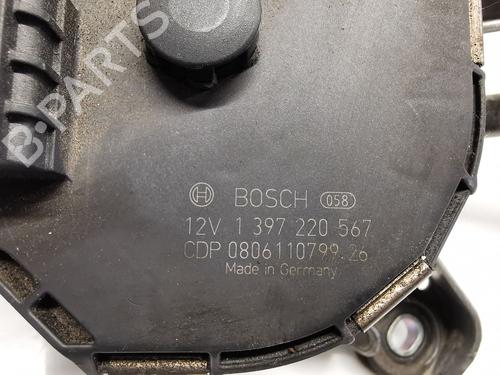 B-PARTS
BOSCH 058
12V 1 397 220 567
CDP 0806110799.26
Made in Germany